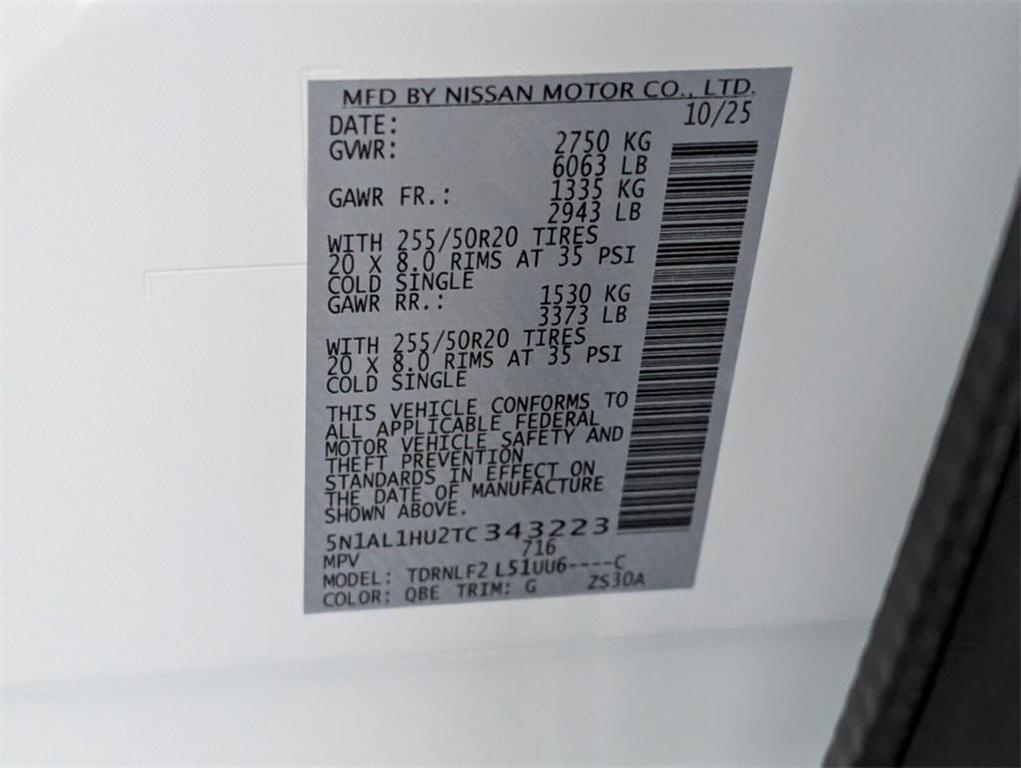 MFD BY NISSAN MOTOR CO., LTD.
DATE: 10/25
GVWR: 2750 KG
6063 LB
GAWR FR.: 1335 KG
2943 LB
WITH 255/50R20 TIRES
20 X 8.0 RIMS AT 35 PSI
COLD SINGLE
GAWR RR.: 1530 KG
3373 LB
WITH 255/50R20 TIRES
20 X 8.0 RIMS AT 35 PSI
COLD SINGLE
THIS VEHICLE CONFORMS TO
ALL APPLICABLE FEDERAL
MOTOR VEHICLE SAFETY AND
THEFT PREVENTION
STANDARDS IN EFFECT ON
THE DATE OF MANUFACTURE
SHOWN ABOVE.
5N1AL1HU2TC 343223
MPV 716
MODEL: TDRNLF2 L51UU6----C
COLOR: QBE TRIM: G 2S30A